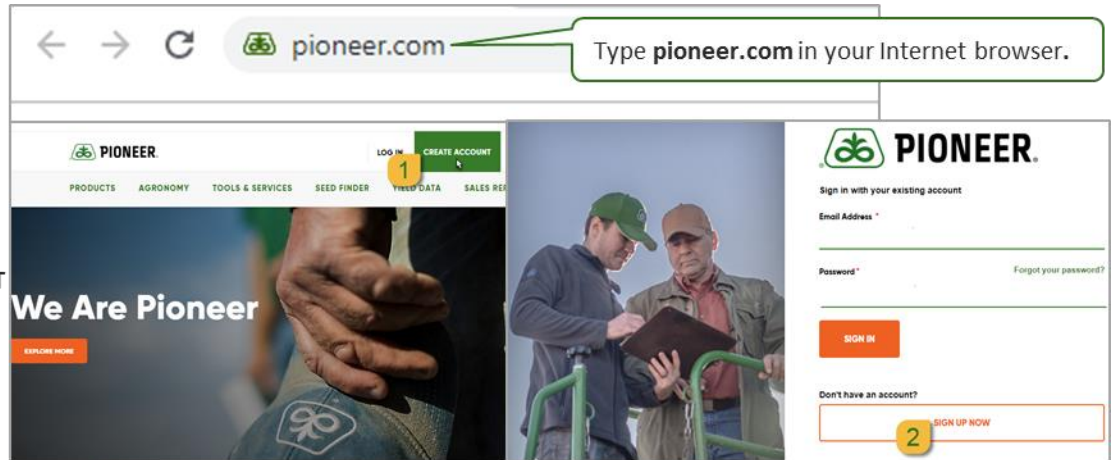 pioneer.com
Type pioneer.com in your Internet browser.
PIONEER.
LOG IN
CREATE ACCOUNT
1
PRODUCTS AGRONOMY TOOLS & SERVICES SEED FINDER YIELD DATA SALES REP
We Are Pioneer
EXPLORE MORE
T
PIONEER.
Sign in with your existing account
Email Address *
Password *
Forgot your password?
SIGN IN
Don't have an account?
SIGN UP NOW
2